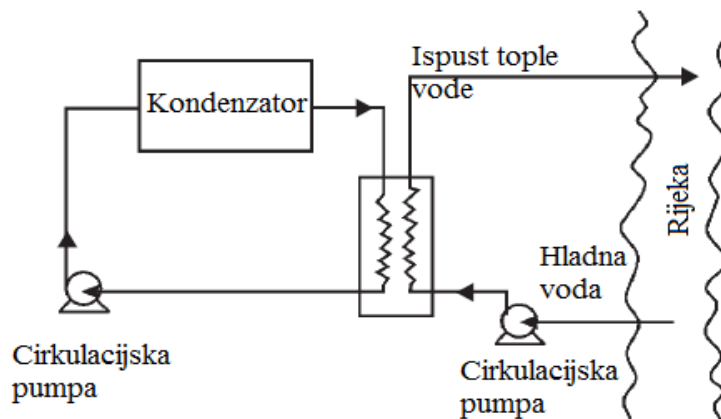 Ispust tople
vode
Kondenzator
Rijeka
Hladna
voda
Cirkulacijska
pumpa
Cirkulacijska
pumpa